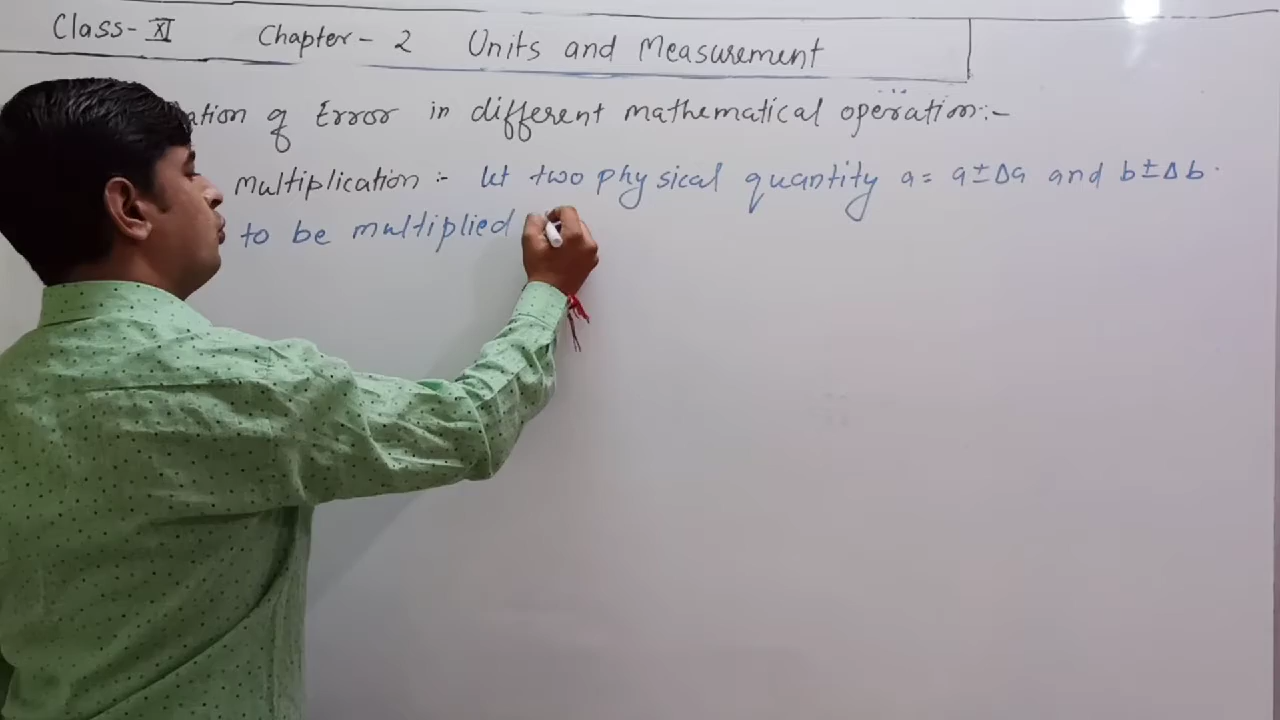 Class- XI Chapter - 2 Units and Measurement
ation of Error in different mathematical operation:-
multiplication :- let two physical quantity a = a ± Δa and b ± Δb .
to be multiplied